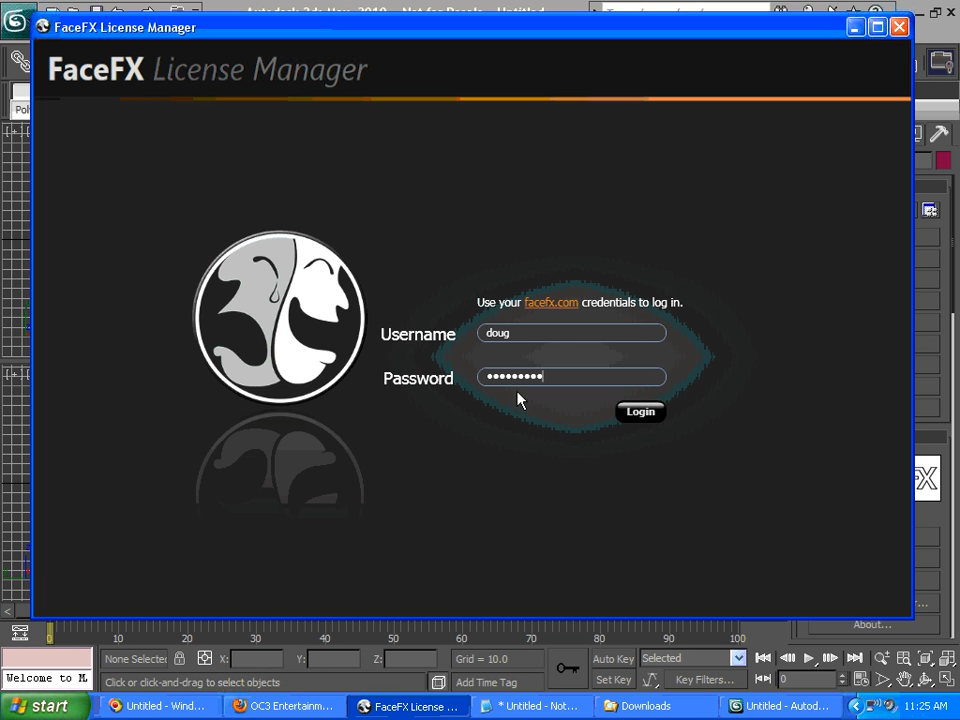 FaceFX License Manager
FaceFX License Manager
Use your facefx.com credentials to log in.
Username
doug
Password
•••••••••
Login
About...
0 10 20 30 40 50 60 70 80 90 100
None Selected
X:
Y:
Z:
Grid = 10.0
Auto Key
Selected
Welcome to M
Click or click-and-drag to select objects
Add Time Tag
Set Key
Key Filters...
0
start
Untitled - Wind...
OC3 Entertainm...
FaceFX License ...
* Untitled - Not...
Downloads
Untitled - Autod...
11:25 AM